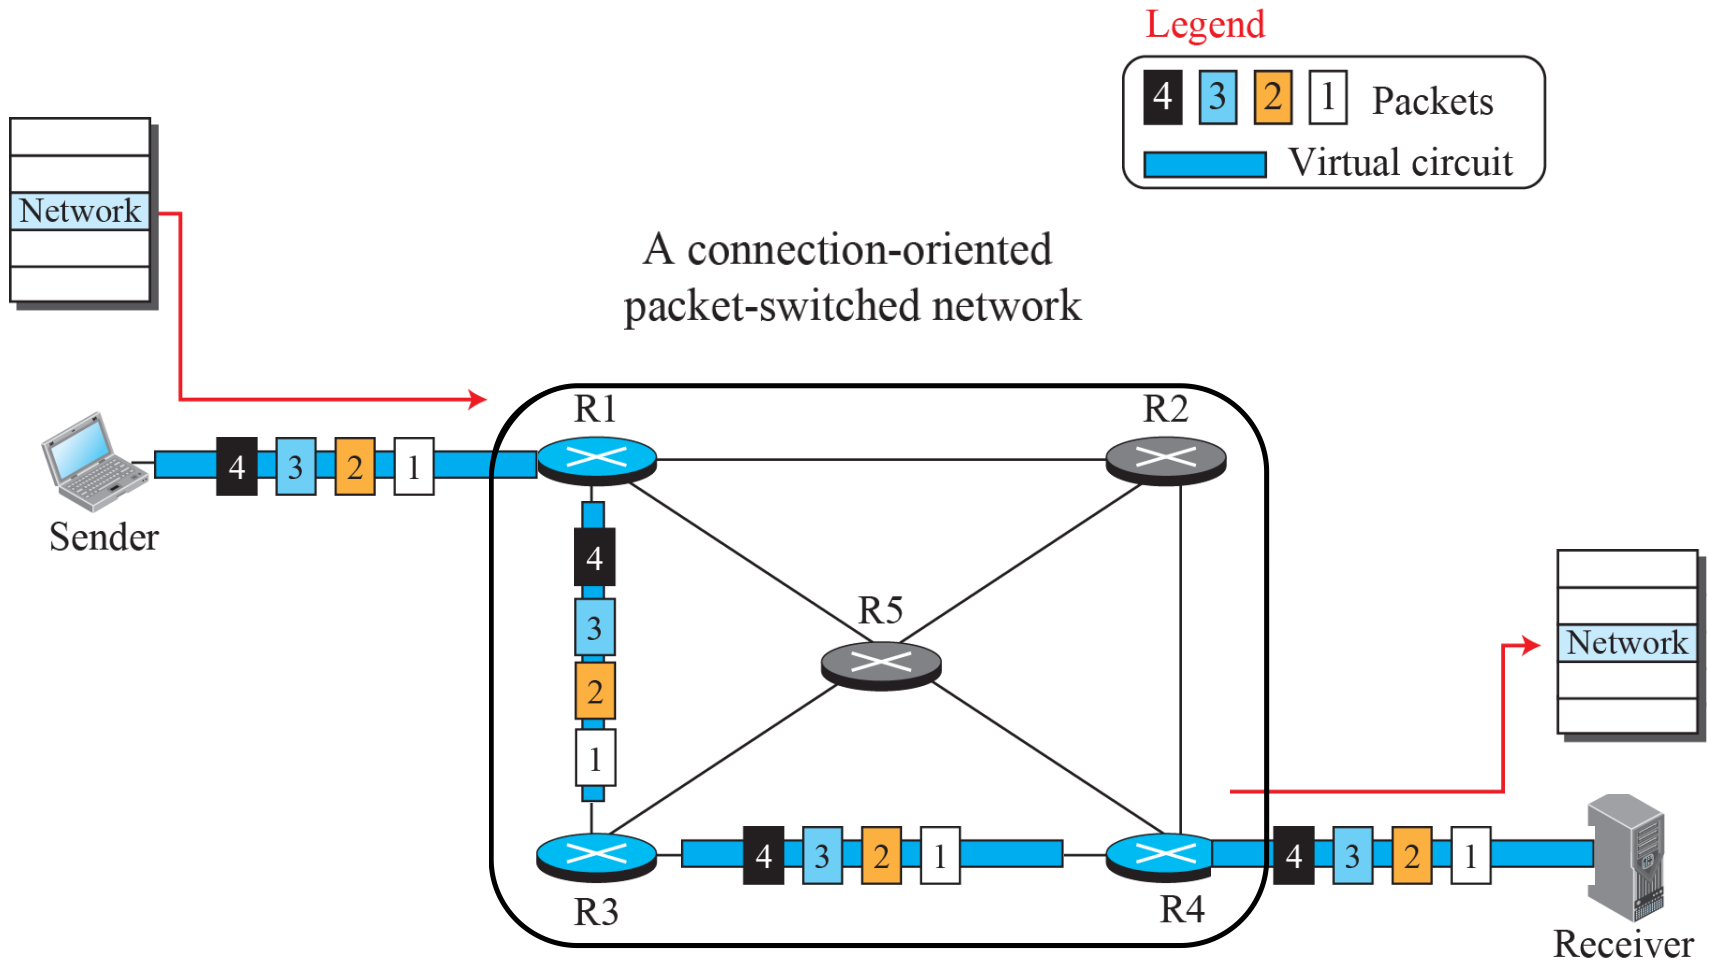 Legend
4 3 2 1 Packets
Virtual circuit
Network
A connection-oriented
packet-switched network
R1
R2
4 3 2 1
Sender
4
3
2
1
R5
Network
4 3 2 1
4 3 2 1
R3
R4
Receiver